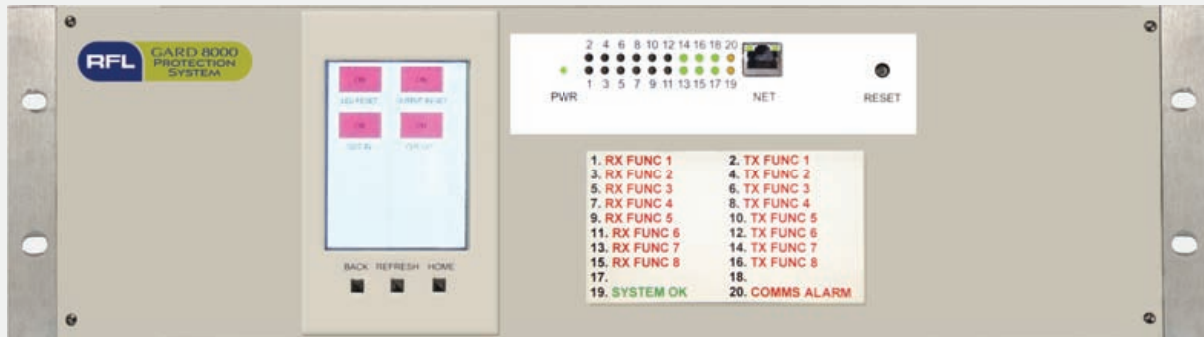 RFL
GARD 8000
PROTECTION
SYSTEM
LED RESET
BACK REFRESH HOME
2 4 6 8 10 12 14 16 18 20
1 3 5 7 9 11 13 15 17 19
PWR
NET
RESET
1. RX FUNC 1 2. TX FUNC 1
3. RX FUNC 2 4. TX FUNC 2
5. RX FUNC 3 6. TX FUNC 3
7. RX FUNC 4 8. TX FUNC 4
9. RX FUNC 5 10. TX FUNC 5
11. RX FUNC 6 12. TX FUNC 6
13. RX FUNC 7 14. TX FUNC 7
15. RX FUNC 8 16. TX FUNC 8
17. 18.
19. SYSTEM OK 20. COMMS ALARM